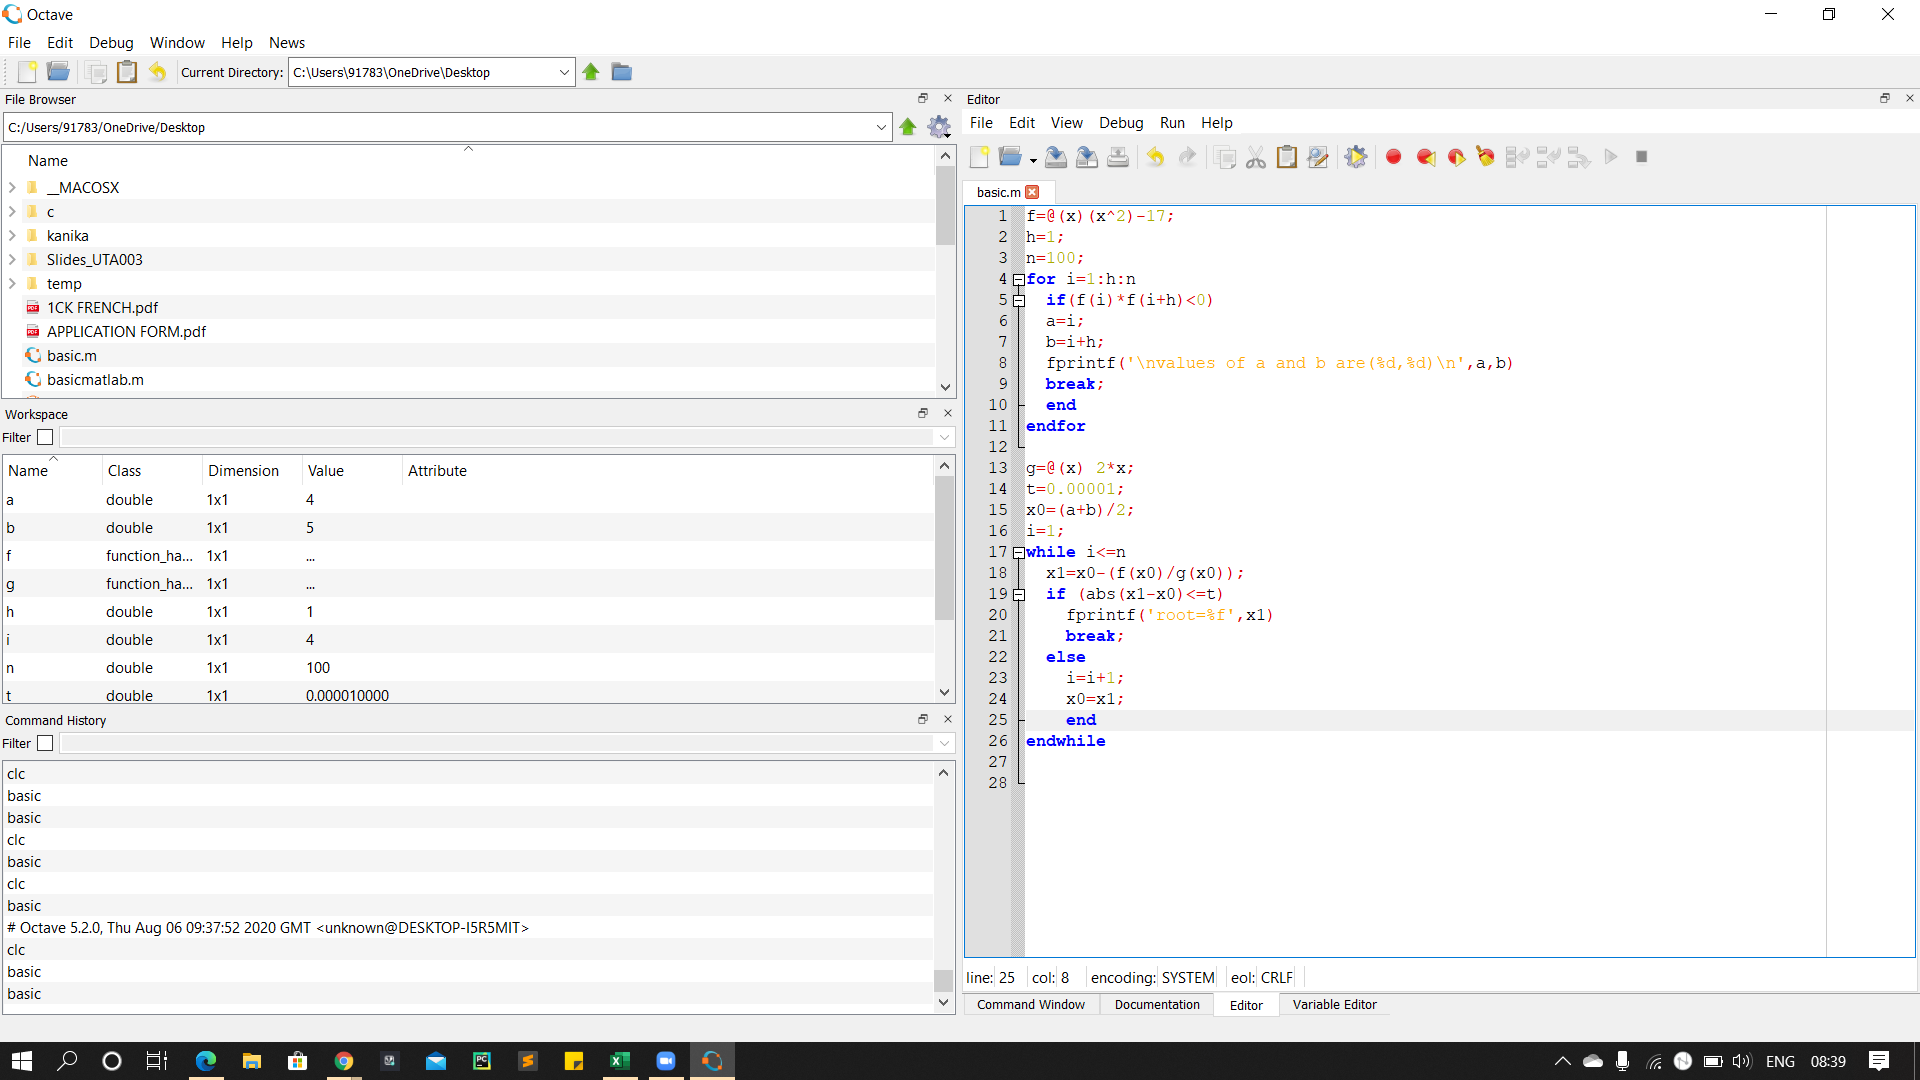 Octave
File Edit Debug Window Help News
Current Directory: C:\Users\91783\OneDrive\Desktop
File Browser
C:/Users/91783/OneDrive/Desktop
Name
__MACOSX
c
kanika
Slides_UTA003
temp
1CK FRENCH.pdf
APPLICATION FORM.pdf
basic.m
basicmatlab.m
Workspace
Filter
Name Class Dimension Value Attribute
a double 1x1 4
b double 1x1 5
f function_ha... 1x1 ...
g function_ha... 1x1 ...
h double 1x1 1
i double 1x1 4
n double 1x1 100
t double 1x1 0.000010000
Command History
Filter
clc
basic
basic
clc
basic
clc
basic
# Octave 5.2.0, Thu Aug 06 09:37:52 2020 GMT <unknown@DESKTOP-I5R5MIT>
clc
basic
basic
Editor
File Edit View Debug Run Help
basic.m
1 f=@(x)(x^2)-17;
2 h=1;
3 n=100;
4 for i=1:h:n
5 if(f(i)*f(i+h)<0)
6 a=i;
7 b=i+h;
8 fprintf('\nvalues of a and b are(%d,%d)\n',a,b)
9 break;
10 end
11 endfor
12
13 g=@(x) 2*x;
14 t=0.00001;
15 x0=(a+b)/2;
16 i=1;
17 while i<=n
18 x1=x0-(f(x0)/g(x0));
19 if (abs(x1-x0)<=t)
20 fprintf('root=%f',x1)
21 break;
22 else
23 i=i+1;
24 x0=x1;
25 end
26 endwhile
27
28
line: 25 col: 8 encoding: SYSTEM eol: CRLF
Command Window Documentation Editor Variable Editor
ENG 08:39